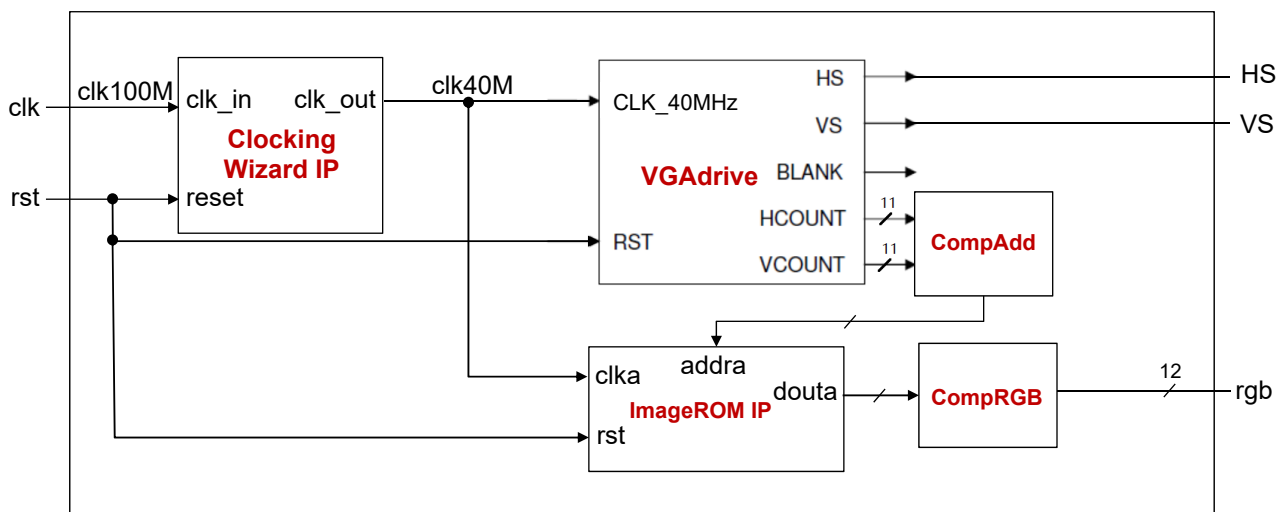 clk
clk100M
clk_in
clk_out
clk40M
Clocking
Wizard IP
rst
reset
CLK_40MHz
VGAdrive
RST
HS
VS
BLANK
HCOUNT
VCOUNT
11
11
CompAdd
HS
VS
addra
clka
douta
ImageROM IP
rst
CompRGB
12
rgb